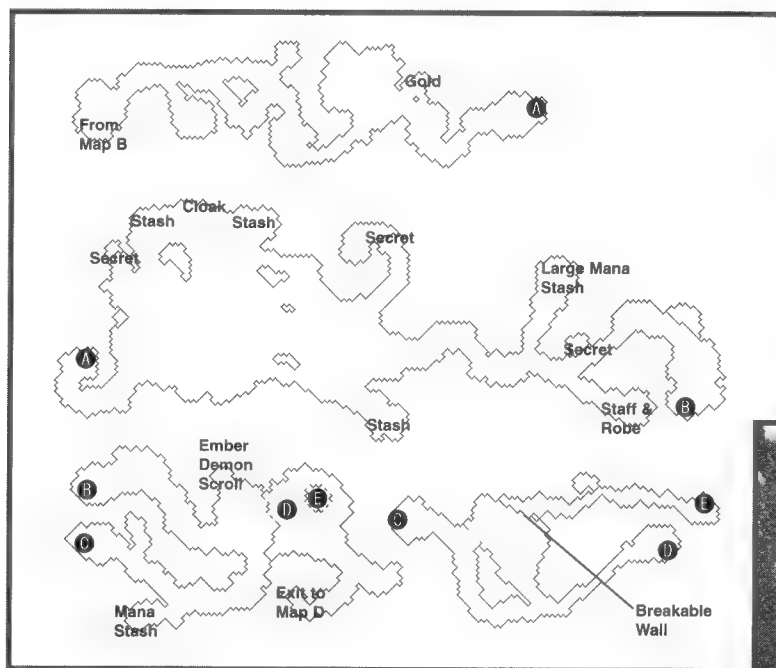 Gold
A
From
Map B
Cloak
Stash
Stash
Secret
Secret
Large Mana
Stash
Secret
A
Staff &
Robe
B
Stash
Ember
Demon
Scroll
B
E
D
C
E
C
D
Exit to
Map D
Mana
Stash
Breakable
Wall